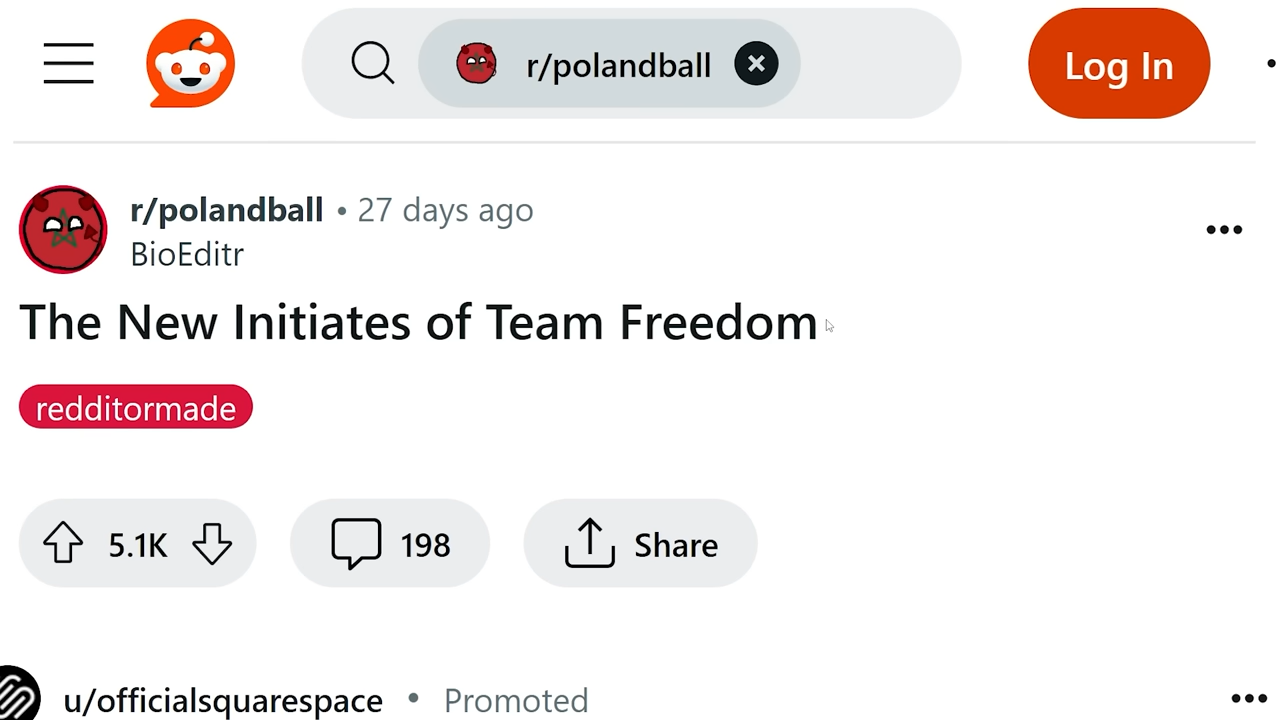 r/polandball
Log In
r/polandball • 27 days ago
BioEditr
The New Initiates of Team Freedom
redditormade
5.1K
198
Share
u/officialsquarespace • Promoted